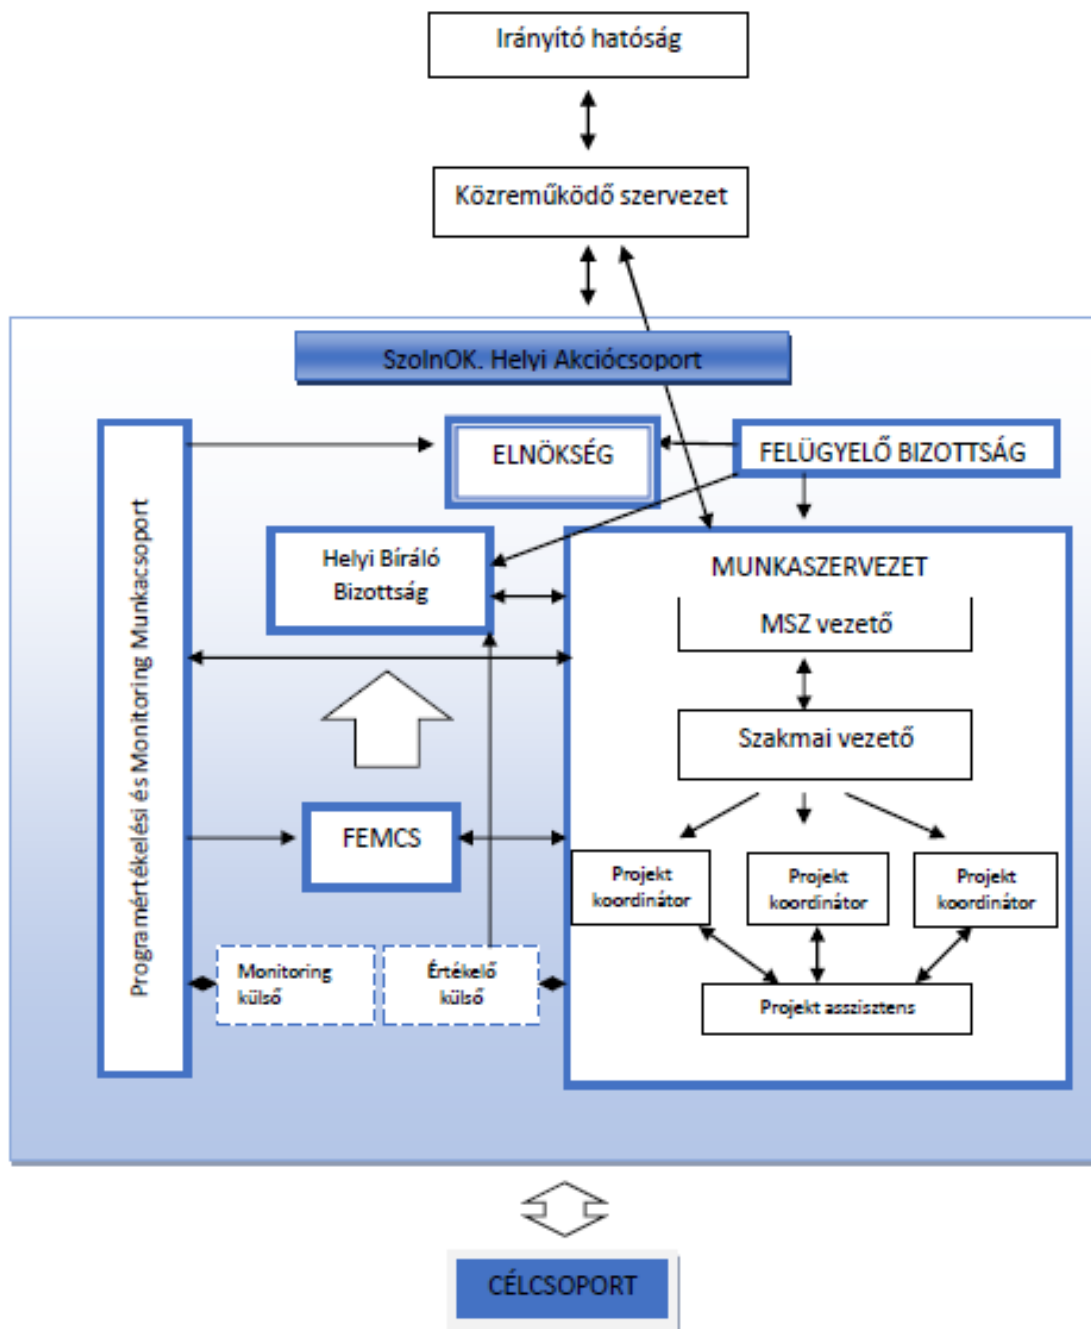 Irányító hatóság
Közreműködő szervezet
SzolnOK. Helyi Akciócsoport
ELNÖKSÉG
FELÜGYELŐ BIZOTTSÁG
Programértékelési és Monitoring Munkacsoport
Helyi Bíráló
Bizottság
MUNKASZERVEZET
MSZ vezető
Szakmai vezető
FEMCS
Projekt
koordinátor
Projekt
koordinátor
Projekt
koordinátor
Monitoring
külső
Értékelő
külső
Projekt asszisztens
CÉLCSOPORT